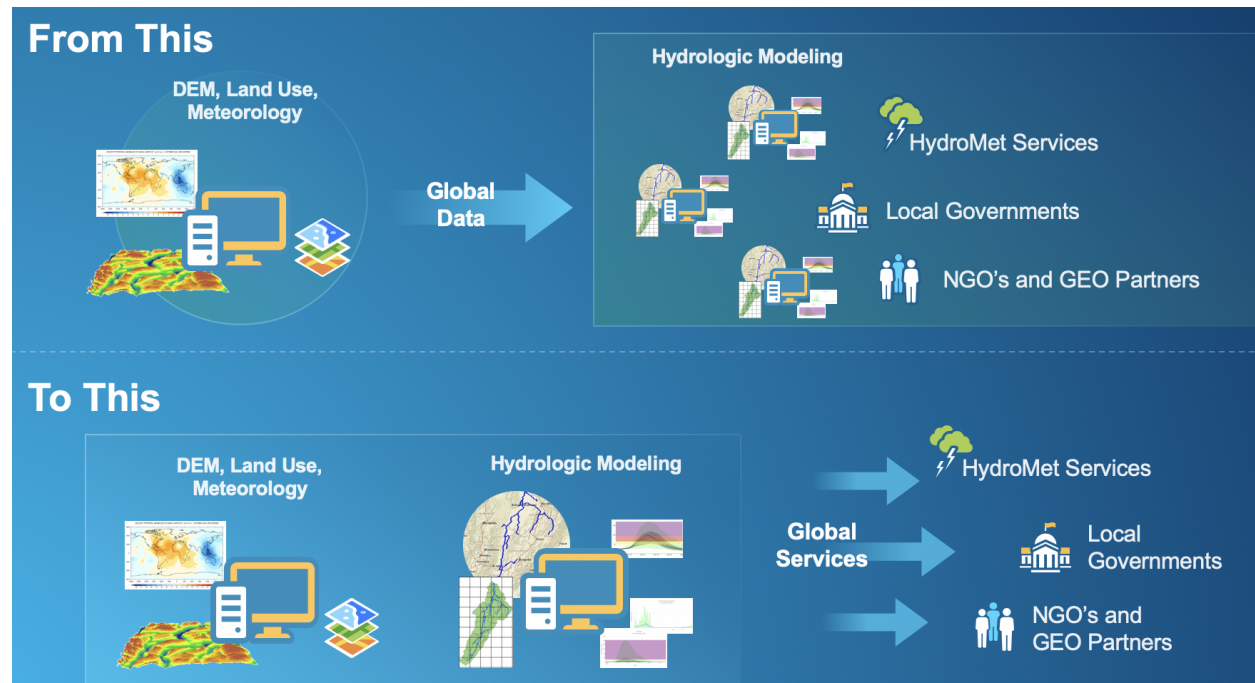 From This
DEM, Land Use,
Meteorology
Global
Data
Hydrologic Modeling
HydroMet Services
Local Governments
NGO's and GEO Partners
To This
DEM, Land Use,
Meteorology
Hydrologic Modeling
Global
Services
HydroMet Services
Local
Governments
NGO's and
GEO Partners